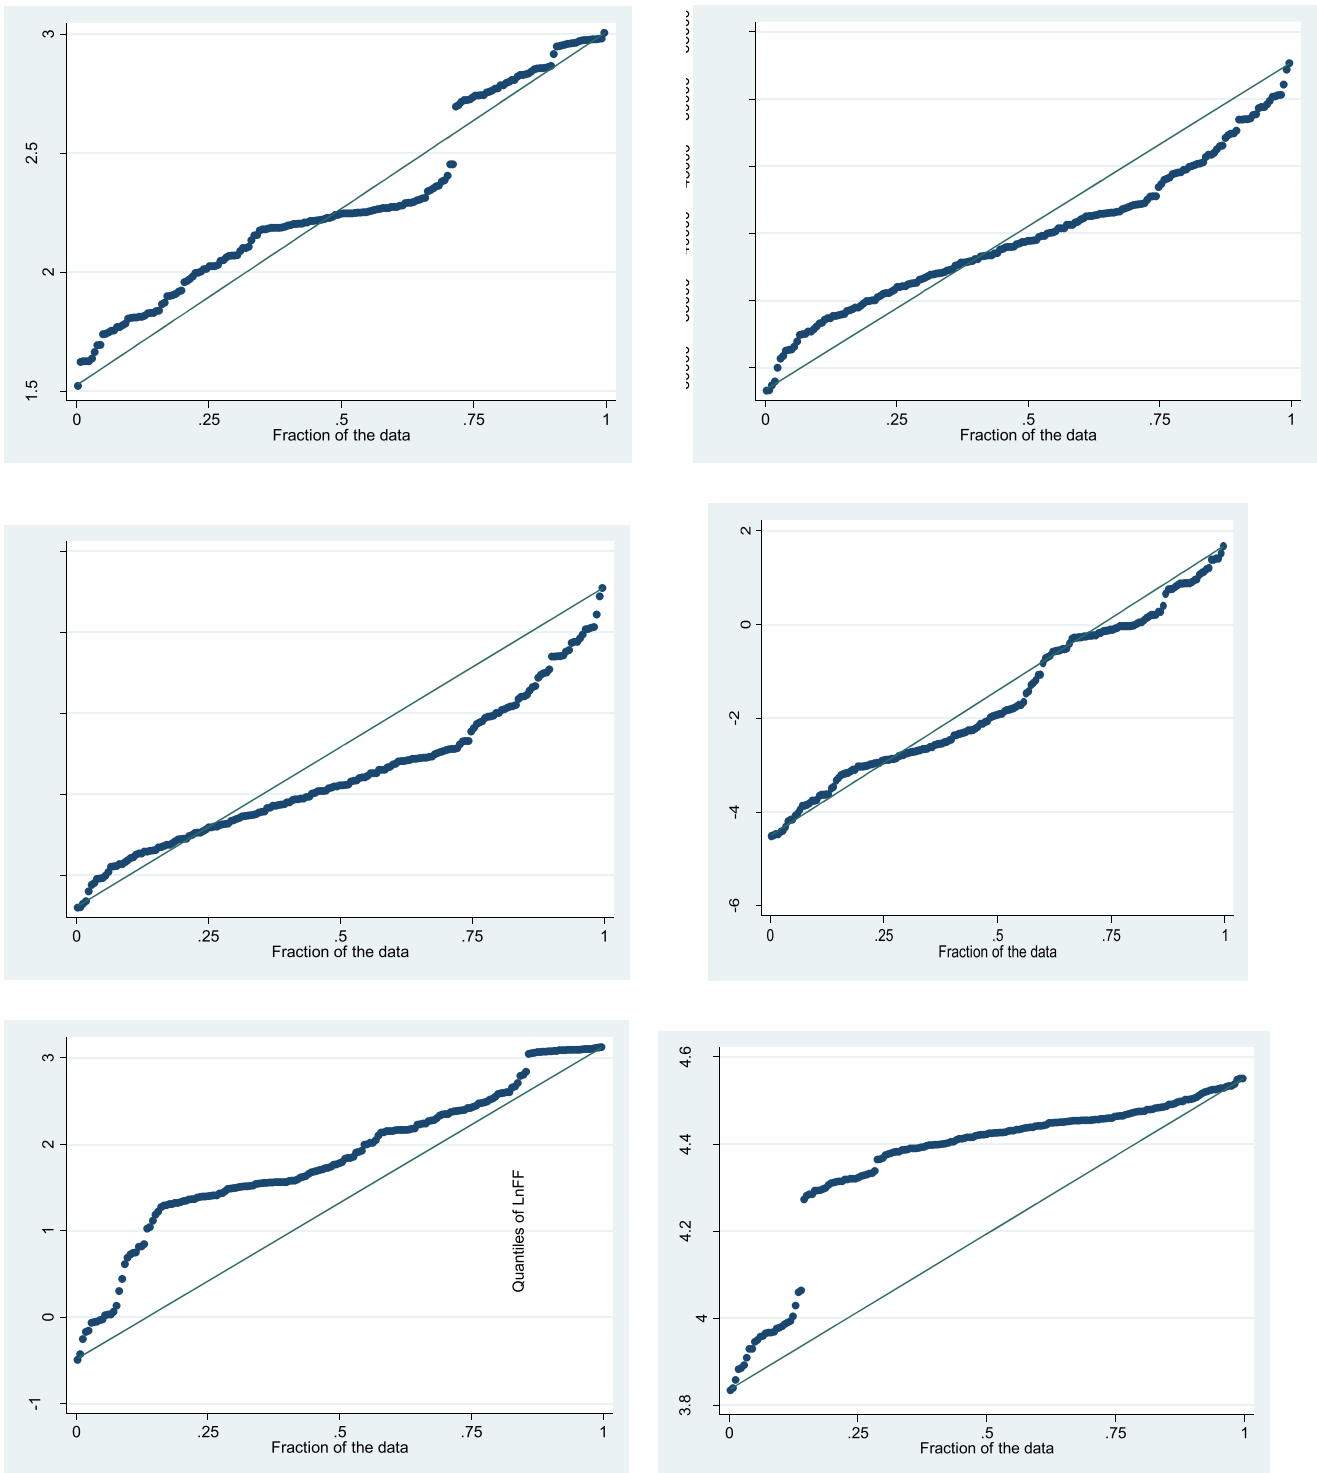 3
2.5
2
1.5
0 .25 .5 .75 1
Fraction of the data
0 .25 .5 .75 1
Fraction of the data
0 .25 .5 .75 1
Fraction of the data
2
0
-2
-4
-6
0 .25 .5 .75 1
Fraction of the data
3
2
1
0
-1
0 .25 .5 .75 1
Fraction of the data
Quantiles of LnFF
4.6
4.4
4.2
4
3.8
0 .25 .5 .75 1
Fraction of the data